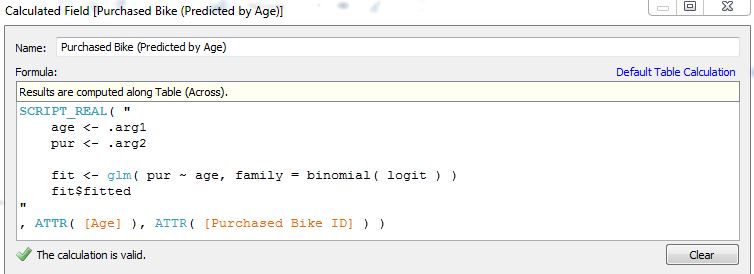 Calculated Field [Purchased Bike (Predicted by Age)]
Name: Purchased Bike (Predicted by Age)
Formula: Default Table Calculation
Results are computed along Table (Across).
SCRIPT_REAL( "
age <- .arg1
pur <- .arg2
fit <- glm( pur ~ age, family = binomial( logit ) )
fit$fitted
"
, ATTR( [Age] ), ATTR( [Purchased Bike ID] ) )
The calculation is valid. Clear